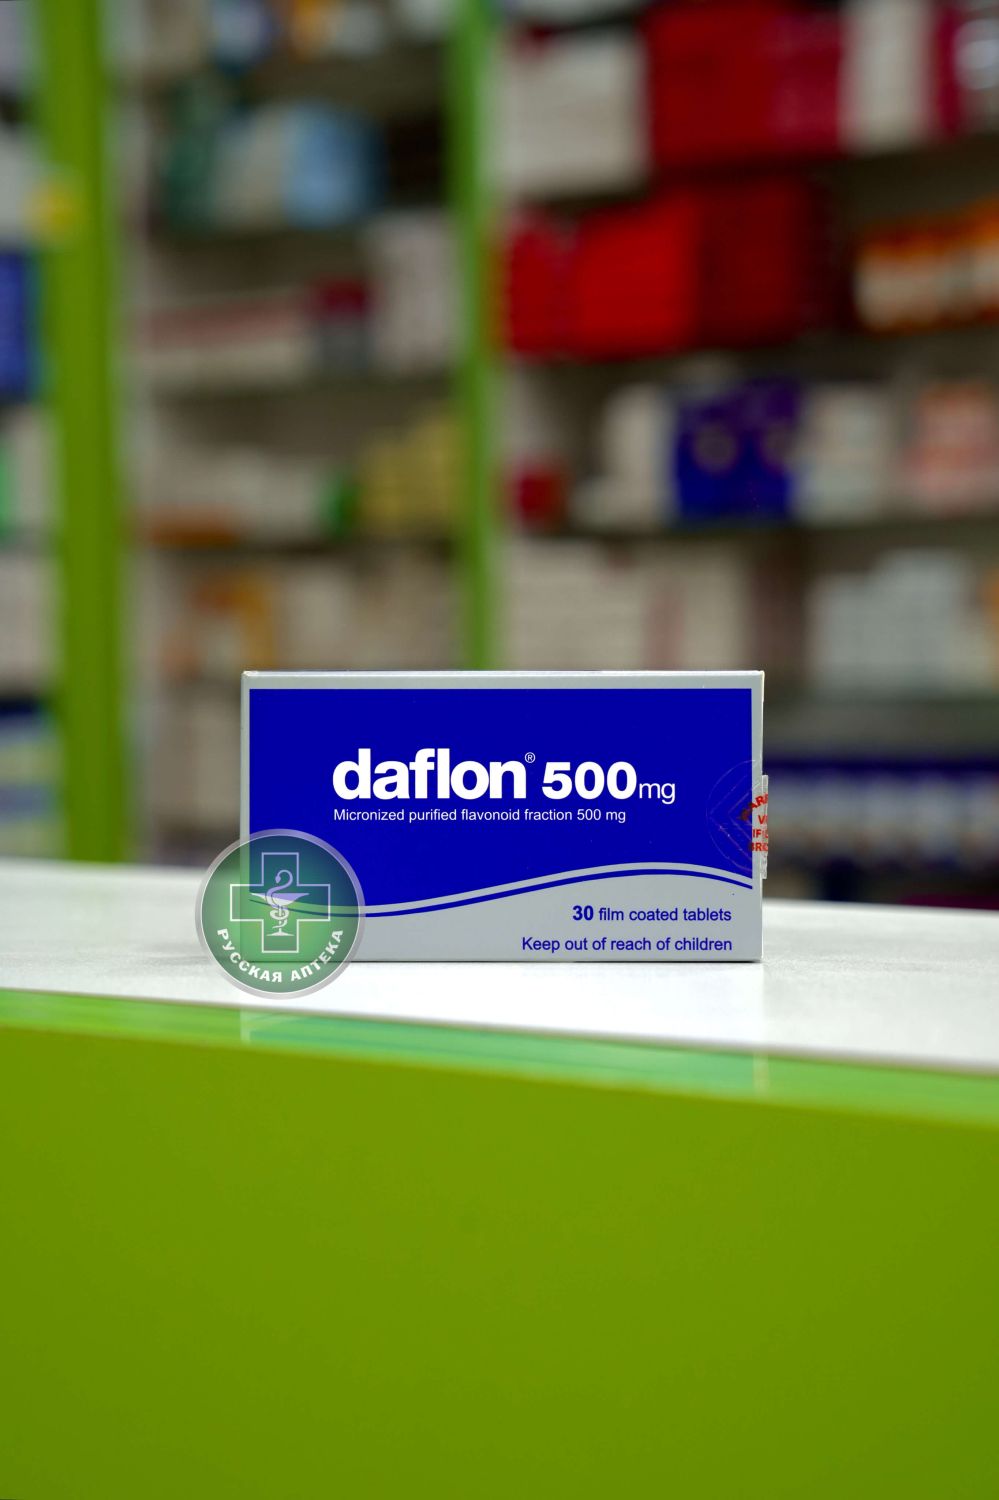 daflon® 500mg
Micronized purified flavonoid fraction 500 mg
30 film coated tablets
Keep out of reach of children
РУССКАЯ АПТЕКА